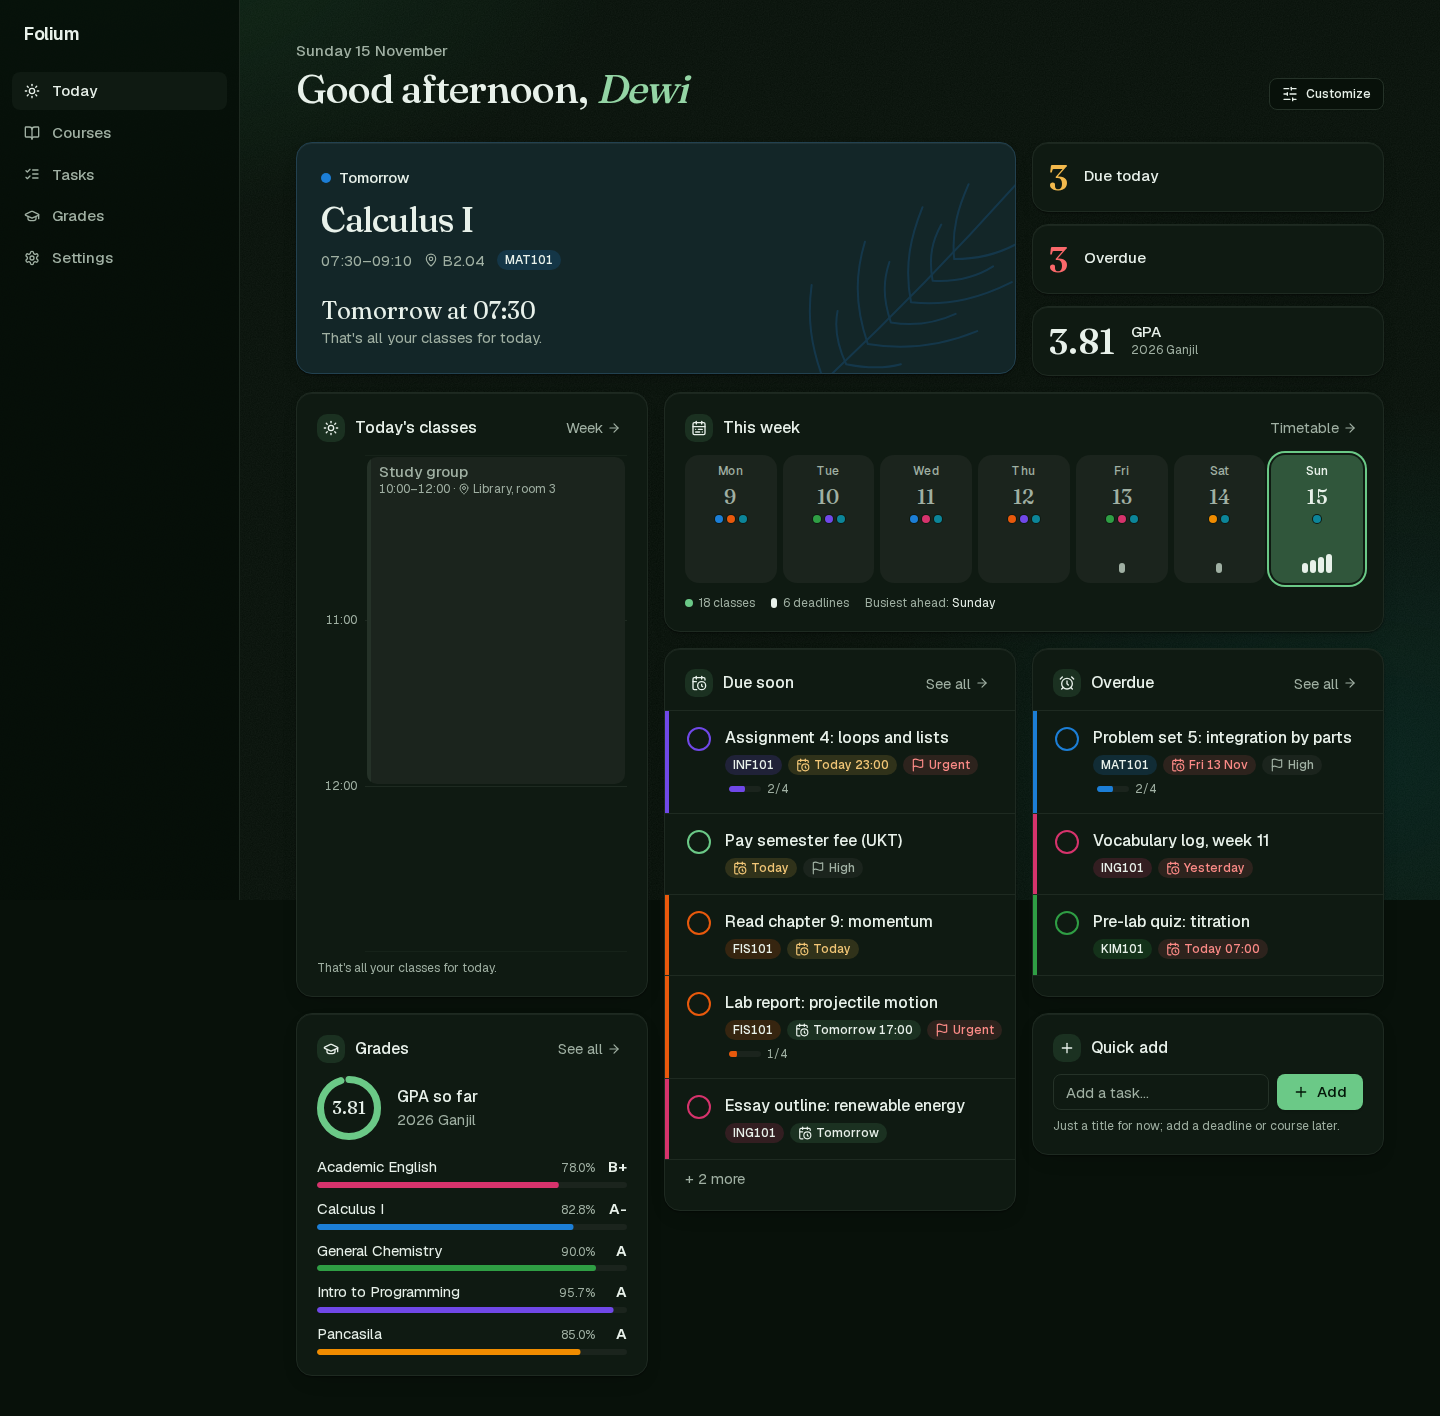 Folium
Today
Courses
Tasks
Grades
Settings
Sunday 15 November
Good afternoon, Dewi
Customize
Tomorrow
Calculus I
07:30–09:10 B2.04 MAT101
Tomorrow at 07:30
That's all your classes for today.
3 Due today
3 Overdue
3.81 GPA
2026 Ganjil
Today's classes Week
Study group
10:00–12:00 · Library, room 3
11:00
12:00
That's all your classes for today.
This week Timetable
Mon Tue Wed Thu Fri Sat Sun
9 10 11 12 13 14 15
18 classes 6 deadlines Busiest ahead: Sunday
Due soon See all
Assignment 4: loops and lists
INF101 Today 23:00 Urgent
2/4
Pay semester fee (UKT)
Today High
Read chapter 9: momentum
FIS101 Today
Lab report: projectile motion
FIS101 Tomorrow 17:00 Urgent
1/4
Essay outline: renewable energy
ING101 Tomorrow
+ 2 more
Overdue See all
Problem set 5: integration by parts
MAT101 Fri 13 Nov High
2/4
Vocabulary log, week 11
ING101 Yesterday
Pre-lab quiz: titration
KIM101 Today 07:00
Grades See all
3.81 GPA so far
2026 Ganjil
Academic English 78.0% B+
Calculus I 82.8% A-
General Chemistry 90.0% A
Intro to Programming 95.7% A
Pancasila 85.0% A
Quick add
Add a task... Add
Just a title for now; add a deadline or course later.